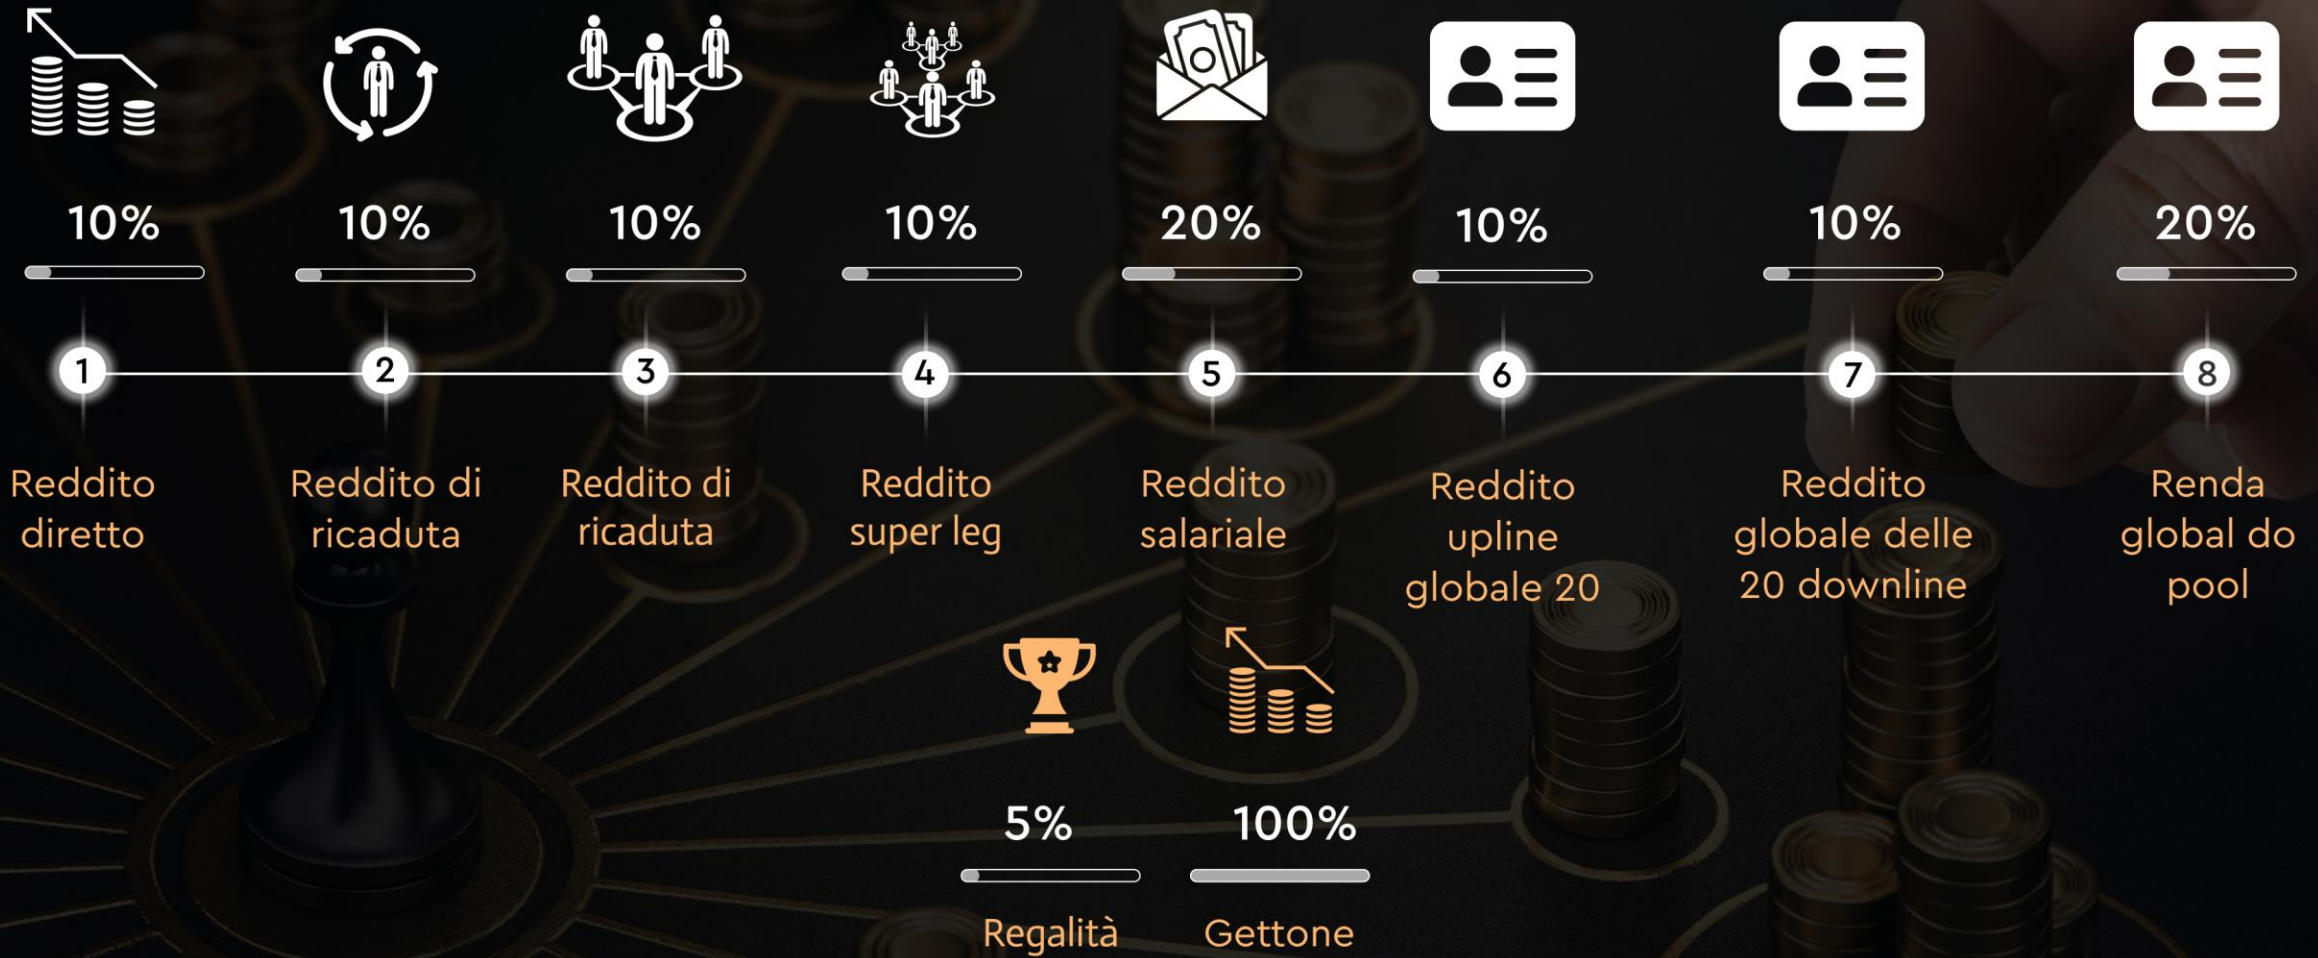 10%
10%
10%
10%
20%
10%
10%
20%
1
2
3
4
5
6
7
8
Reddito
diretto
Reddito di
ricaduta
Reddito di
ricaduta
Reddito
super leg
Reddito
salariale
Reddito
upline
globale 20
Reddito
globale delle
20 downline
Renda
global do
pool
5%
100%
Regalità
Gettone